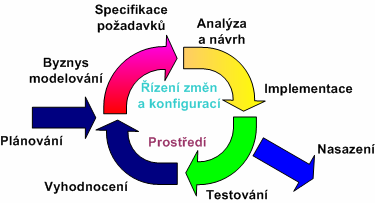 Specifikace
požadavků
Analýza
a návrh
Byznys
modelování
Řízení změn
a konfigurací
Implementace
Plánování
Prostředí
Nasazení
Vyhodnocení
Testování